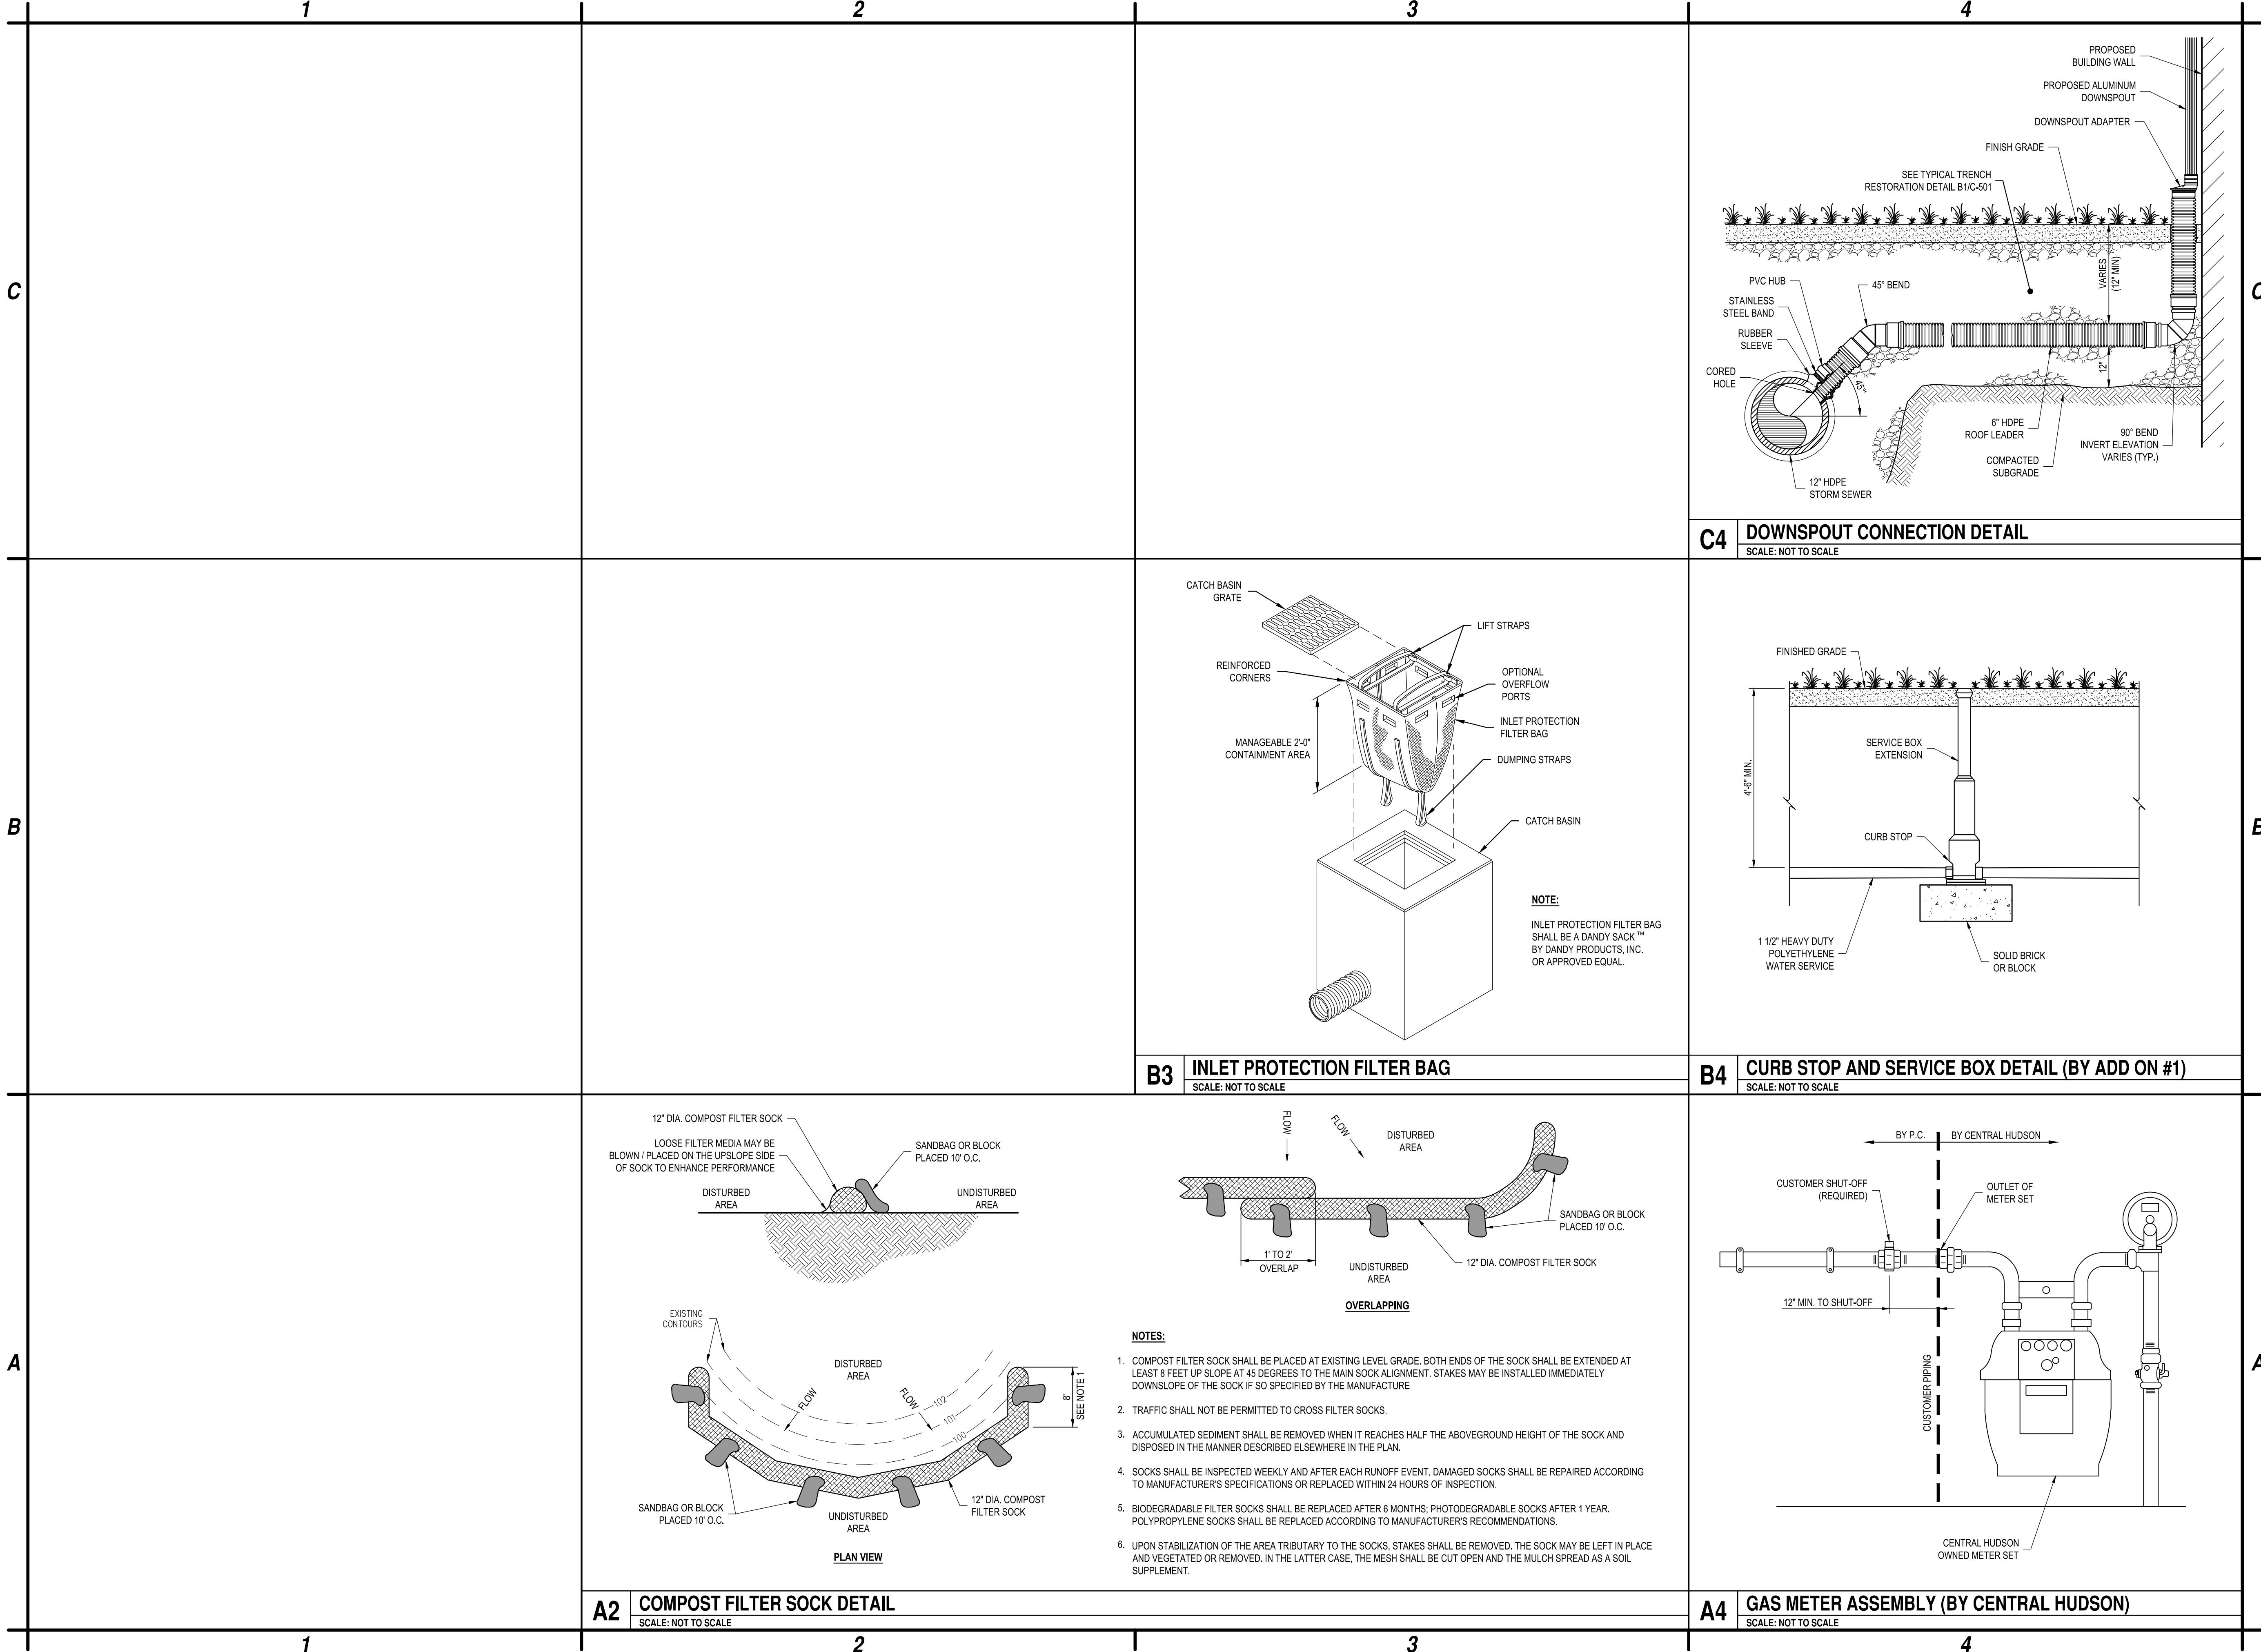 1
2
3
4
C
C
PROPOSED
BUILDING WALL
PROPOSED ALUMINUM
DOWNSPOUT
DOWNSPOUT ADAPTER
FINISH GRADE
SEE TYPICAL TRENCH
RESTORATION DETAIL B1/C-501
VARIES
(12" MIN)
PVC HUB
45° BEND
STAINLESS
STEEL BAND
RUBBER
SLEEVE
CORED
HOLE
45°
12"
6" HDPE
ROOF LEADER
90° BEND
INVERT ELEVATION
VARIES (TYP.)
COMPACTED
SUBGRADE
12" HDPE
STORM SEWER
C4
DOWNSPOUT CONNECTION DETAIL
SCALE: NOT TO SCALE
B
B
CATCH BASIN
GRATE
LIFT STRAPS
REINFORCED
CORNERS
OPTIONAL
OVERFLOW
PORTS
INLET PROTECTION
FILTER BAG
MANAGEABLE 2'-0"
CONTAINMENT AREA
DUMPING STRAPS
CATCH BASIN
NOTE:
INLET PROTECTION FILTER BAG
SHALL BE A DANDY SACK ™
BY DANDY PRODUCTS, INC.
OR APPROVED EQUAL.
B3
INLET PROTECTION FILTER BAG
SCALE: NOT TO SCALE
FINISHED GRADE
SERVICE BOX
EXTENSION
4'-6" MIN.
CURB STOP
1 1/2" HEAVY DUTY
POLYETHYLENE
WATER SERVICE
SOLID BRICK
OR BLOCK
B4
CURB STOP AND SERVICE BOX DETAIL (BY ADD ON #1)
SCALE: NOT TO SCALE
A
A
12" DIA. COMPOST FILTER SOCK
LOOSE FILTER MEDIA MAY BE
BLOWN / PLACED ON THE UPSLOPE SIDE
OF SOCK TO ENHANCE PERFORMANCE
SANDBAG OR BLOCK
PLACED 10' O.C.
DISTURBED
AREA
UNDISTURBED
AREA
EXISTING
CONTOURS
DISTURBED
AREA
FLOW
FLOW
102
101
100
8'
SEE NOTE 1
SANDBAG OR BLOCK
PLACED 10' O.C.
12" DIA. COMPOST
FILTER SOCK
UNDISTURBED
AREA
PLAN VIEW
FLOW
FLOW
DISTURBED
AREA
SANDBAG OR BLOCK
PLACED 10' O.C.
1' TO 2'
OVERLAP
12" DIA. COMPOST FILTER SOCK
UNDISTURBED
AREA
OVERLAPPING
NOTES:
1. COMPOST FILTER SOCK SHALL BE PLACED AT EXISTING LEVEL GRADE. BOTH ENDS OF THE SOCK SHALL BE EXTENDED AT
LEAST 8 FEET UP SLOPE AT 45 DEGREES TO THE MAIN SOCK ALIGNMENT. STAKES MAY BE INSTALLED IMMEDIATELY
DOWNSLOPE OF THE SOCK IF SO SPECIFIED BY THE MANUFACTURE
2. TRAFFIC SHALL NOT BE PERMITTED TO CROSS FILTER SOCKS.
3. ACCUMULATED SEDIMENT SHALL BE REMOVED WHEN IT REACHES HALF THE ABOVEGROUND HEIGHT OF THE SOCK AND
DISPOSED IN THE MANNER DESCRIBED ELSEWHERE IN THE PLAN.
4. SOCKS SHALL BE INSPECTED WEEKLY AND AFTER EACH RUNOFF EVENT. DAMAGED SOCKS SHALL BE REPAIRED ACCORDING
TO MANUFACTURER'S SPECIFICATIONS OR REPLACED WITHIN 24 HOURS OF INSPECTION.
5. BIODEGRADABLE FILTER SOCKS SHALL BE REPLACED AFTER 6 MONTHS; PHOTODEGRADABLE SOCKS AFTER 1 YEAR.
POLYPROPYLENE SOCKS SHALL BE REPLACED ACCORDING TO MANUFACTURER'S RECOMMENDATIONS.
6. UPON STABILIZATION OF THE AREA TRIBUTARY TO THE SOCKS, STAKES SHALL BE REMOVED. THE SOCK MAY BE LEFT IN PLACE
AND VEGETATED OR REMOVED. IN THE LATTER CASE, THE MESH SHALL BE CUT OPEN AND THE MULCH SPREAD AS A SOIL
SUPPLEMENT.
A2
COMPOST FILTER SOCK DETAIL
SCALE: NOT TO SCALE
BY P.C.
BY CENTRAL HUDSON
CUSTOMER SHUT-OFF
(REQUIRED)
OUTLET OF
METER SET
12" MIN. TO SHUT-OFF
CUSTOMER PIPING
CENTRAL HUDSON
OWNED METER SET
A4
GAS METER ASSEMBLY (BY CENTRAL HUDSON)
SCALE: NOT TO SCALE
1
2
3
4